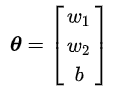 θ = [ w₁
w₂
b ]